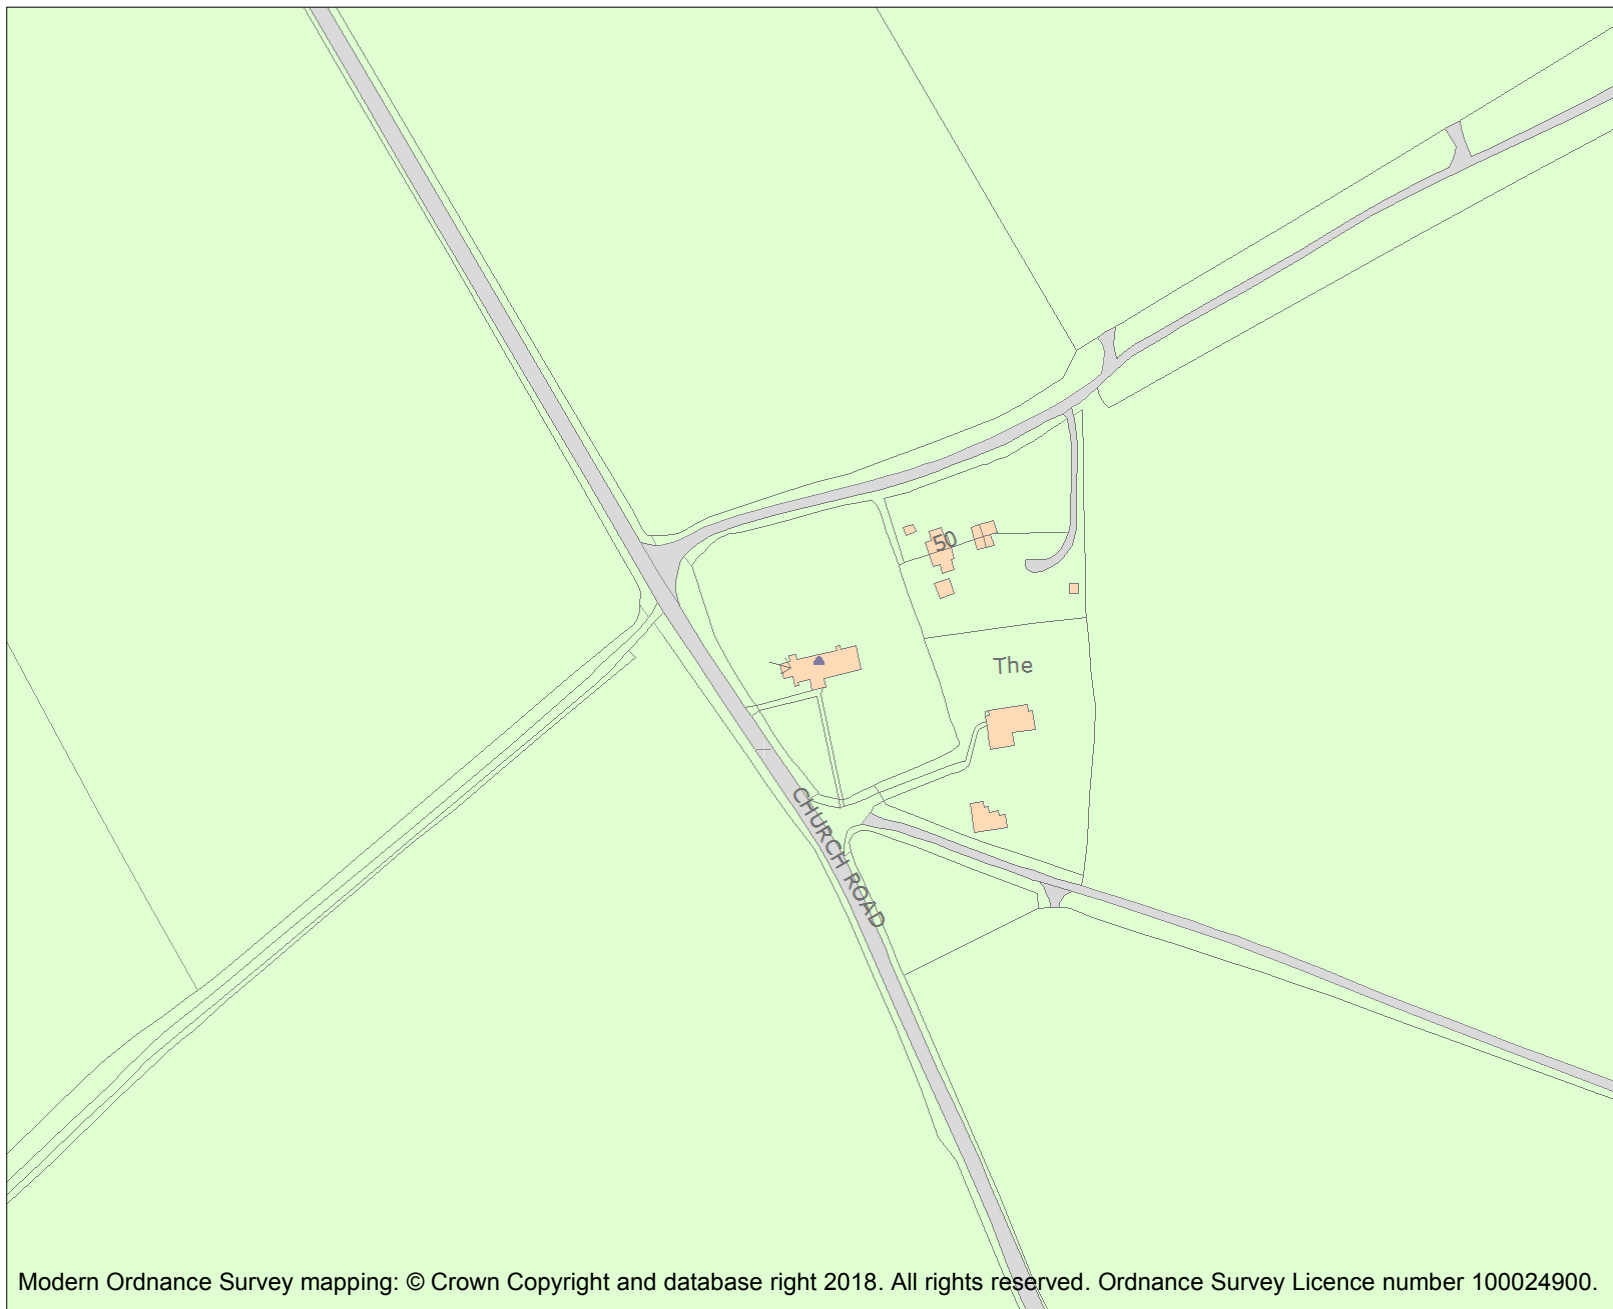 50
The
CHURCH ROAD
Modern Ordnance Survey mapping: © Crown Copyright and database right 2018. All rights reserved. Ordnance Survey Licence number 100024900.